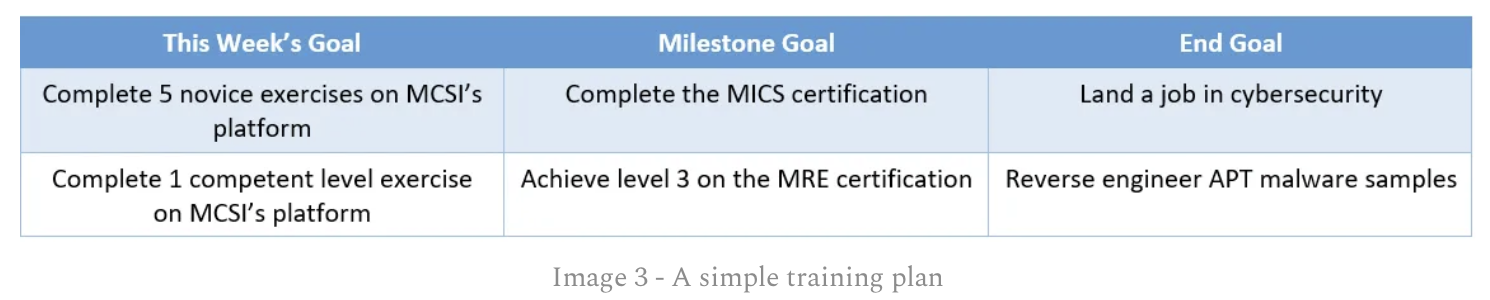 This Week’s Goal
Milestone Goal
End Goal
Complete 5 novice exercises on MCSI’s
platform
Complete the MICS certification
Land a job in cybersecurity
Complete 1 competent level exercise
on MCSI’s platform
Achieve level 3 on the MRE certification
Reverse engineer APT malware samples
Image 3 - A simple training plan